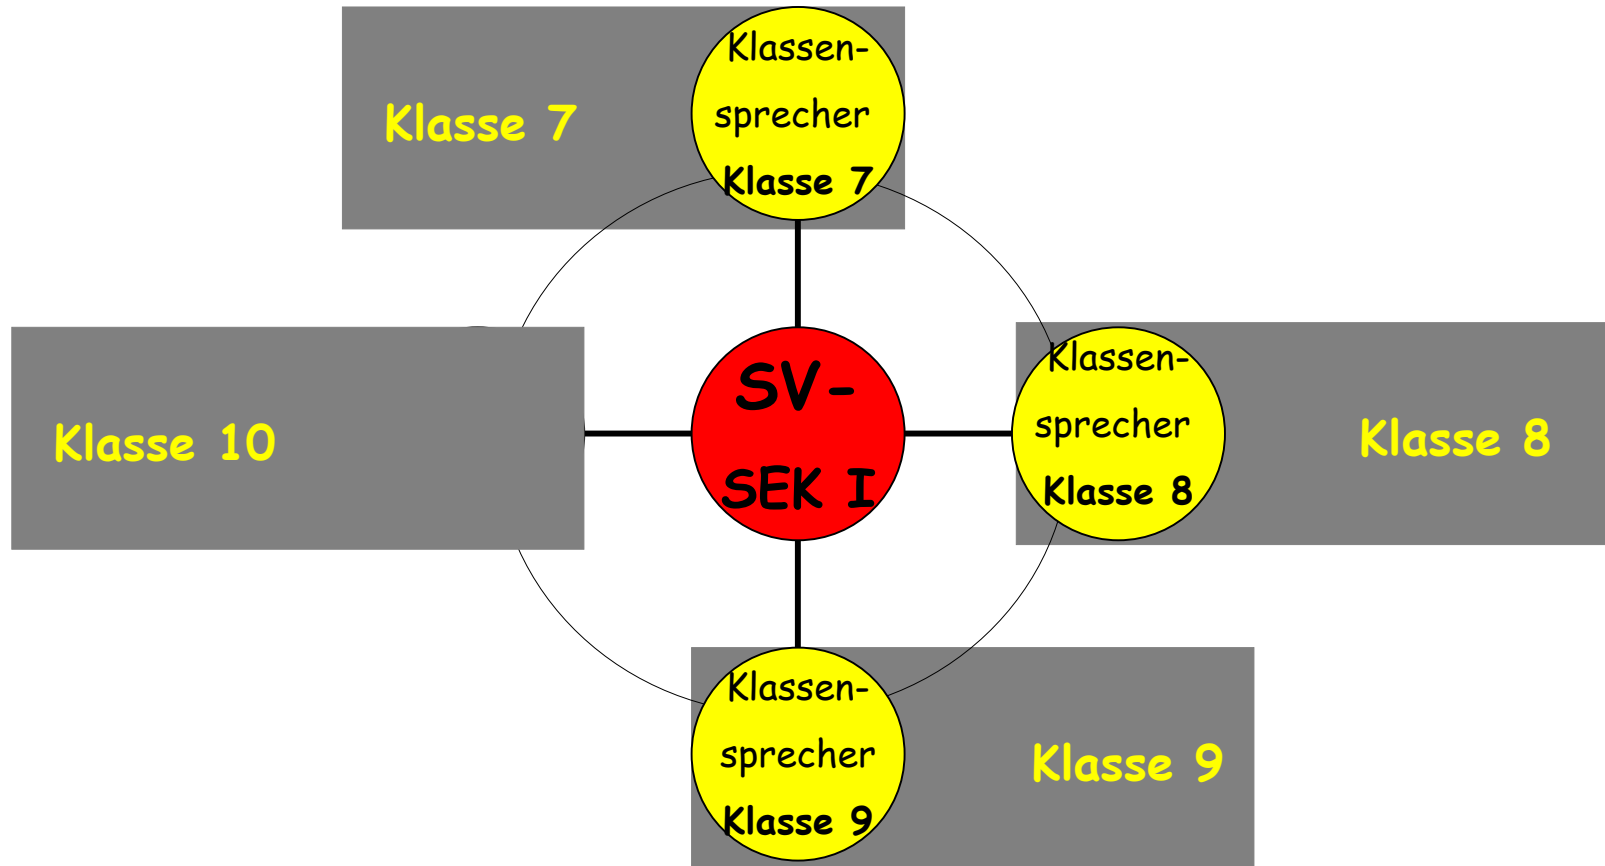 Klasse 7
Klassen-
sprecher
Klasse 7
Klasse 10
SV-
SEK I
Klassen-
sprecher
Klasse 8
Klasse 8
Klassen-
sprecher
Klasse 9
Klasse 9